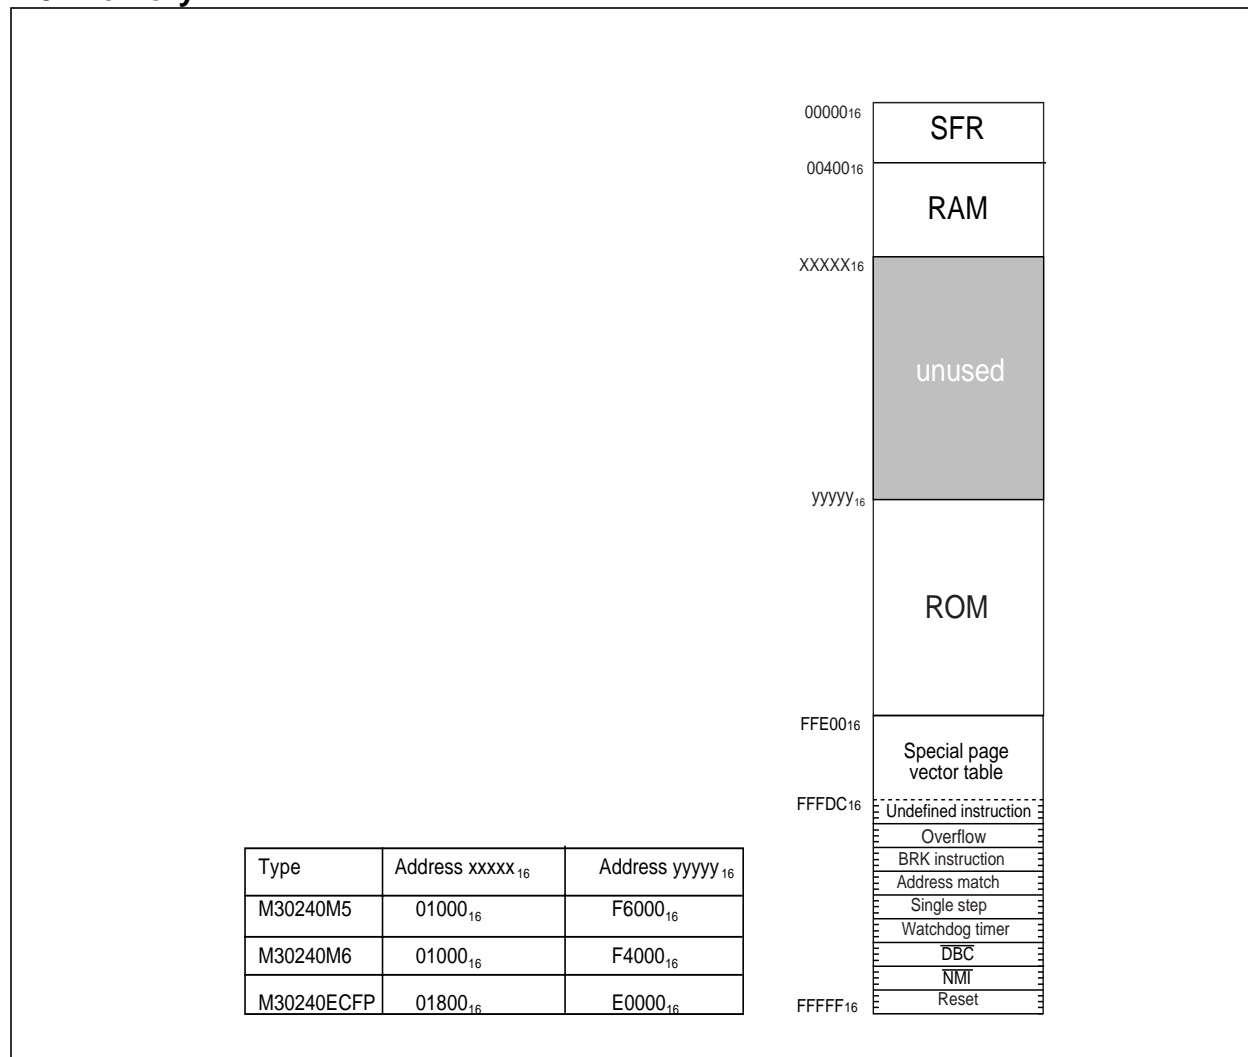 00000₁₆
SFR
00400₁₆
RAM
XXXXX₁₆
unused
yyyyy₁₆
ROM
FFE00₁₆
Special page
vector table
FFFDC₁₆
Undefined instruction
Overflow
BRK instruction
Address match
Single step
Watchdog timer
D̅B̅C̅
N̅M̅I̅
Reset
FFFFF₁₆
Type Address xxxxx₁₆ Address yyyyy₁₆
M30240M5 01000₁₆ F6000₁₆
M30240M6 01000₁₆ F4000₁₆
M30240ECFP 01800₁₆ E0000₁₆